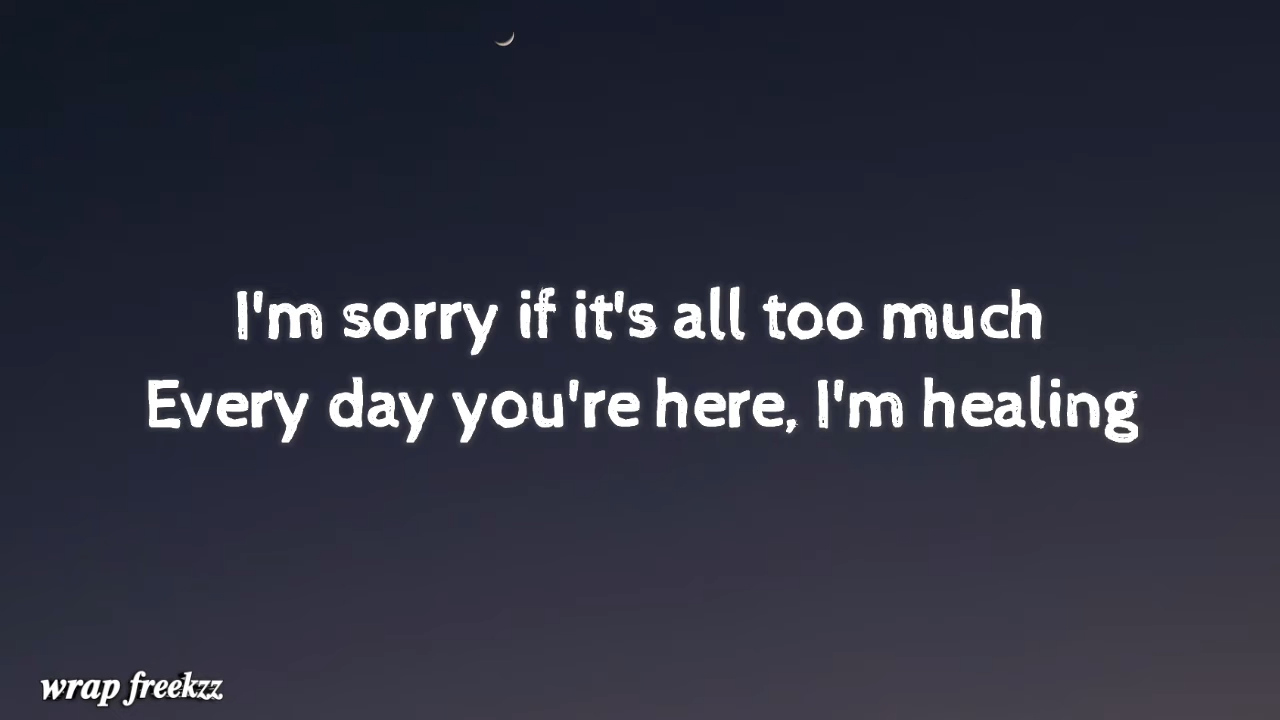 I'm sorry if it's all too much
Every day you're here, I'm healing
wrap freekzz